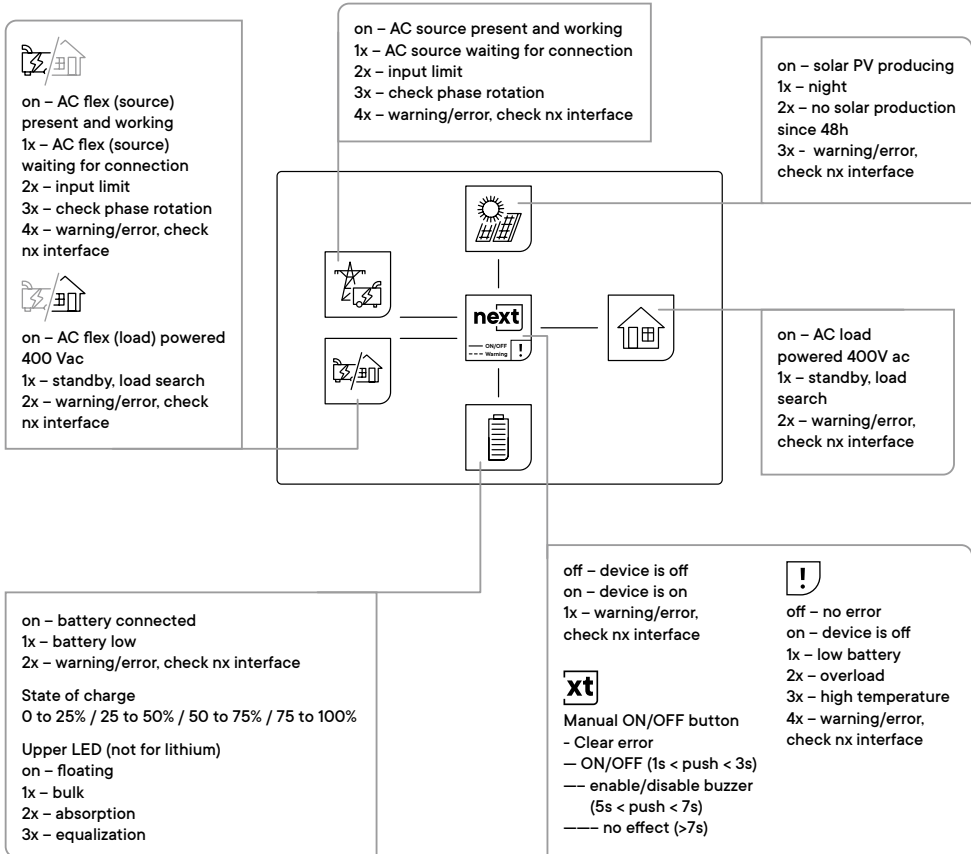 on – AC flex (source)
present and working
1x – AC flex (source)
waiting for connection
2x – input limit
3x – check phase rotation
4x – warning/error, check
nx interface
on – AC flex (load) powered
400 Vac
1x – standby, load search
2x – warning/error, check
nx interface
on – AC source present and working
1x – AC source waiting for connection
2x – input limit
3x – check phase rotation
4x – warning/error, check nx interface
on – solar PV producing
1x – night
2x – no solar production
since 48h
3x - warning/error,
check nx interface
next
— ON/OFF
--- Warning
!
on – AC load
powered 400V ac
1x – standby, load
search
2x – warning/error,
check nx interface
on – battery connected
1x – battery low
2x – warning/error, check nx interface
State of charge
0 to 25% / 25 to 50% / 50 to 75% / 75 to 100%
Upper LED (not for lithium)
on – floating
1x – bulk
2x – absorption
3x – equalization
off – device is off
on – device is on
1x – warning/error,
check nx interface
xt
Manual ON/OFF button
- Clear error
— ON/OFF (1s < push < 3s)
—– enable/disable buzzer
(5s < push < 7s)
——– no effect (>7s)
!
off – no error
on – device is off
1x – low battery
2x – overload
3x – high temperature
4x – warning/error,
check nx interface